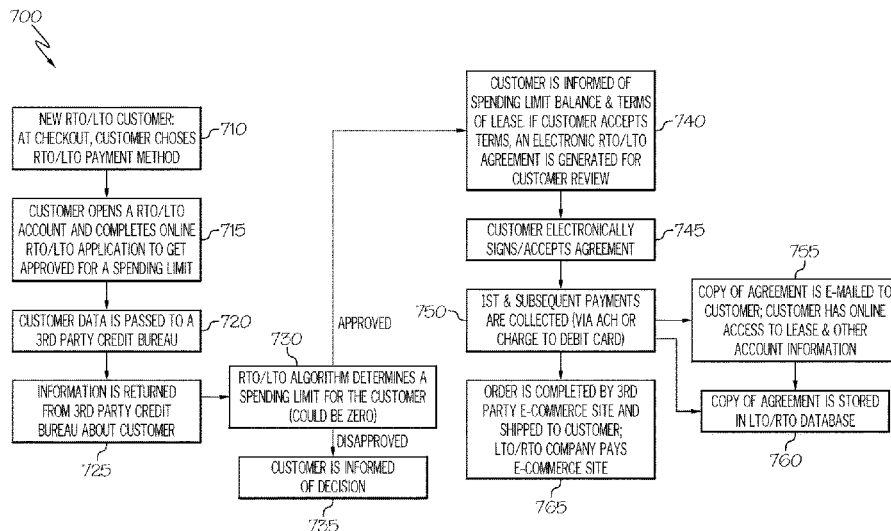 700
NEW RTO/LTO CUSTOMER:
AT CHECKOUT, CUSTOMER CHOSES
RTO/LTO PAYMENT METHOD
710
CUSTOMER OPENS A RTO/LTO
ACCOUNT AND COMPLETES ONLINE
RTO/LTO APPLICATION TO GET
APPROVED FOR A SPENDING LIMIT
715
CUSTOMER DATA IS PASSED TO A
3RD PARTY CREDIT BUREAU
720
INFORMATION IS RETURNED
FROM 3RD PARTY CREDIT
BUREAU ABOUT CUSTOMER
725
730
RTO/LTO ALGORITHM DETERMINES A
SPENDING LIMIT FOR THE CUSTOMER
(COULD BE ZERO)
APPROVED
DISAPPROVED
CUSTOMER IS INFORMED
OF DECISION
735
CUSTOMER IS INFORMED OF
SPENDING LIMIT BALANCE & TERMS
OF LEASE. IF CUSTOMER ACCEPTS
TERMS, AN ELECTRONIC RTO/LTO
AGREEMENT IS GENERATED FOR
CUSTOMER REVIEW
740
CUSTOMER ELECTRONICALLY
SIGNS/ACCEPTS AGREEMENT
745
750
1ST & SUBSEQUENT PAYMENTS
ARE COLLECTED (VIA ACH OR
CHARGE TO DEBIT CARD)
755
COPY OF AGREEMENT IS E-MAILED TO
CUSTOMER; CUSTOMER HAS ONLINE
ACCESS TO LEASE & OTHER
ACCOUNT INFORMATION
COPY OF AGREEMENT IS STORED
IN LTO/RTO DATABASE
760
ORDER IS COMPLETED BY 3RD
PARTY E-COMMERCE SITE AND
SHIPPED TO CUSTOMER;
LTO/RTO COMPANY PAYS
E-COMMERCE SITE
765